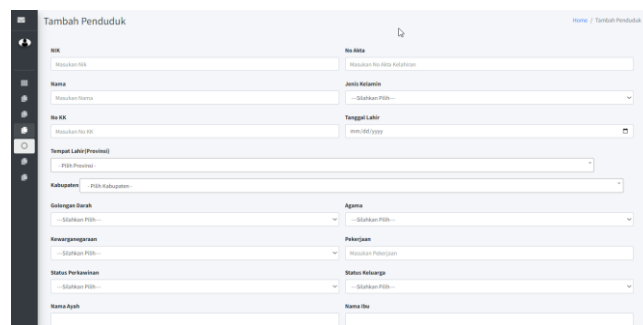 Tambah Penduduk
Home / Tambah Penduduk
NIK
No Akta
Masukan Nik
Masukan No Akta Kelahiran
Nama
Jenis Kelamin
Masukan Nama
-- Silahkan Pilih --
No KK
Tanggal Lahir
Masukan No KK
mm/dd/yyyy
Tempat Lahir(Provinsi)
- Pilih Provinsi -
Kabupaten - Pilih Kabupaten -
Golongan Darah
Agama
-- Silahkan Pilih --
-- Silahkan Pilih --
Kewarganegaraan
Pekerjaan
-- Silahkan Pilih --
Masukan Pekerjaan
Status Perkawinan
Status Keluarga
-- Silahkan Pilih --
-- Silahkan Pilih --
Nama Ayah
Nama Ibu